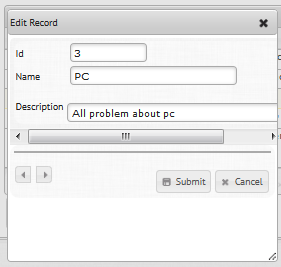 Edit Record
Id 3
Name PC
Description All problem about pc
Submit Cancel